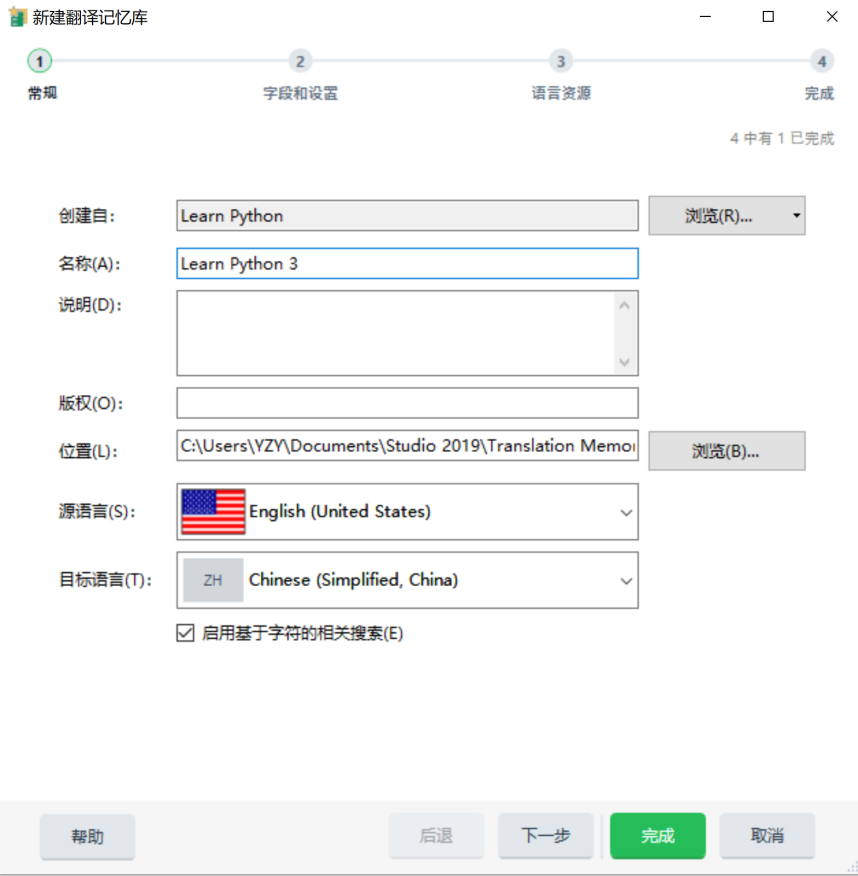 新建翻译记忆库
1 2 3 4
常规 字段和设置 语言资源 完成
4 中有 1 已完成
创建自: Learn Python 浏览(R)...
名称(A): Learn Python 3
说明(D):
版权(O):
位置(L): C:\Users\YZY\Documents\Studio 2019\Translation Memor 浏览(B)...
源语言(S): English (United States)
目标语言(T): ZH Chinese (Simplified, China)
启用基于字符的相关搜索(E)
帮助 后退 下一步 完成 取消